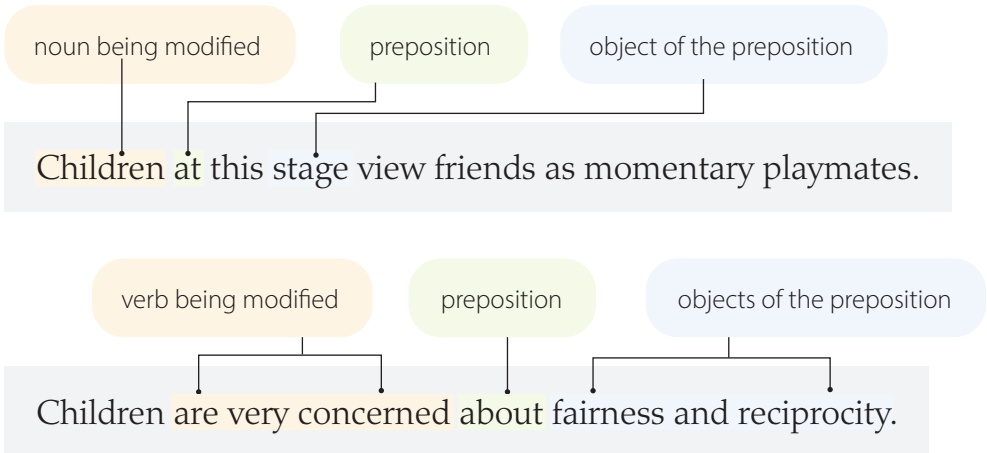 noun being modified preposition object of the preposition
Children at this stage view friends as momentary playmates.
verb being modified preposition objects of the preposition
Children are very concerned about fairness and reciprocity.